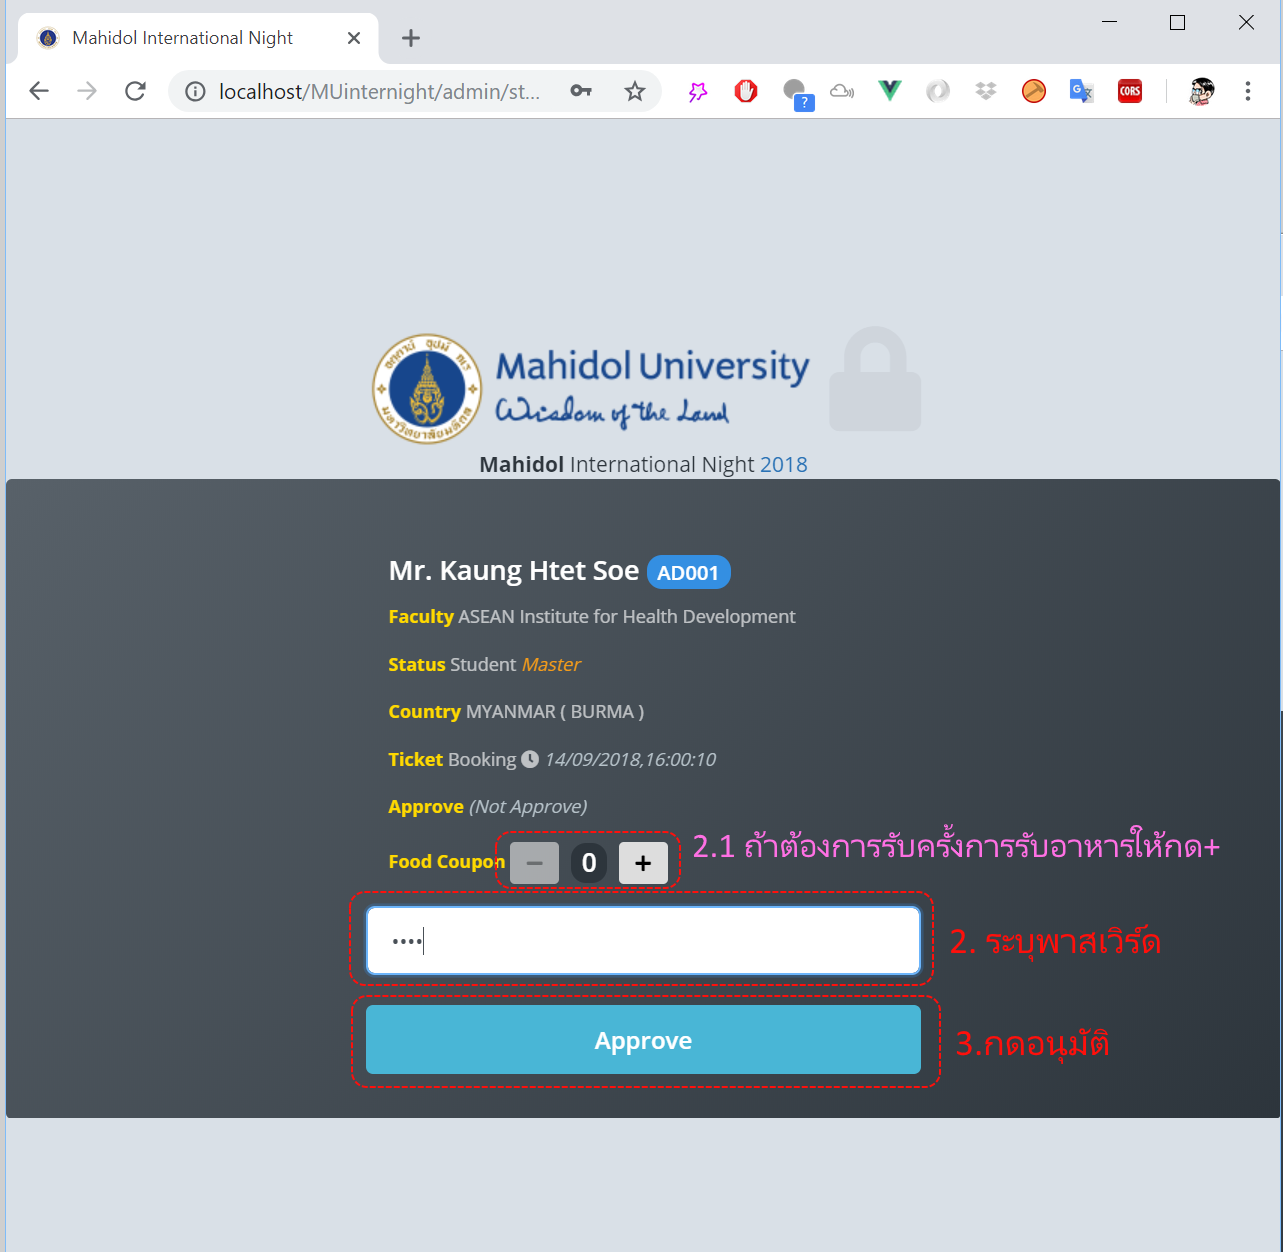 Mahidol International Night
localhost/MUinternight/admin/st...
?
G
CORS
Mahidol University
Wisdom of the Land
Mahidol International Night 2018
Mr. Kaung Htet Soe AD001
Faculty ASEAN Institute for Health Development
Status Student Master
Country MYANMAR ( BURMA )
Ticket Booking 14/09/2018,16:00:10
Approve (Not Approve)
2.1 ถ้าต้องการรับครั้งการรับอาหารให้กด+
Food Coupon − 0 +
••••
2. ระบุพาสเวิร์ด
Approve
3.กดอนุมัติ